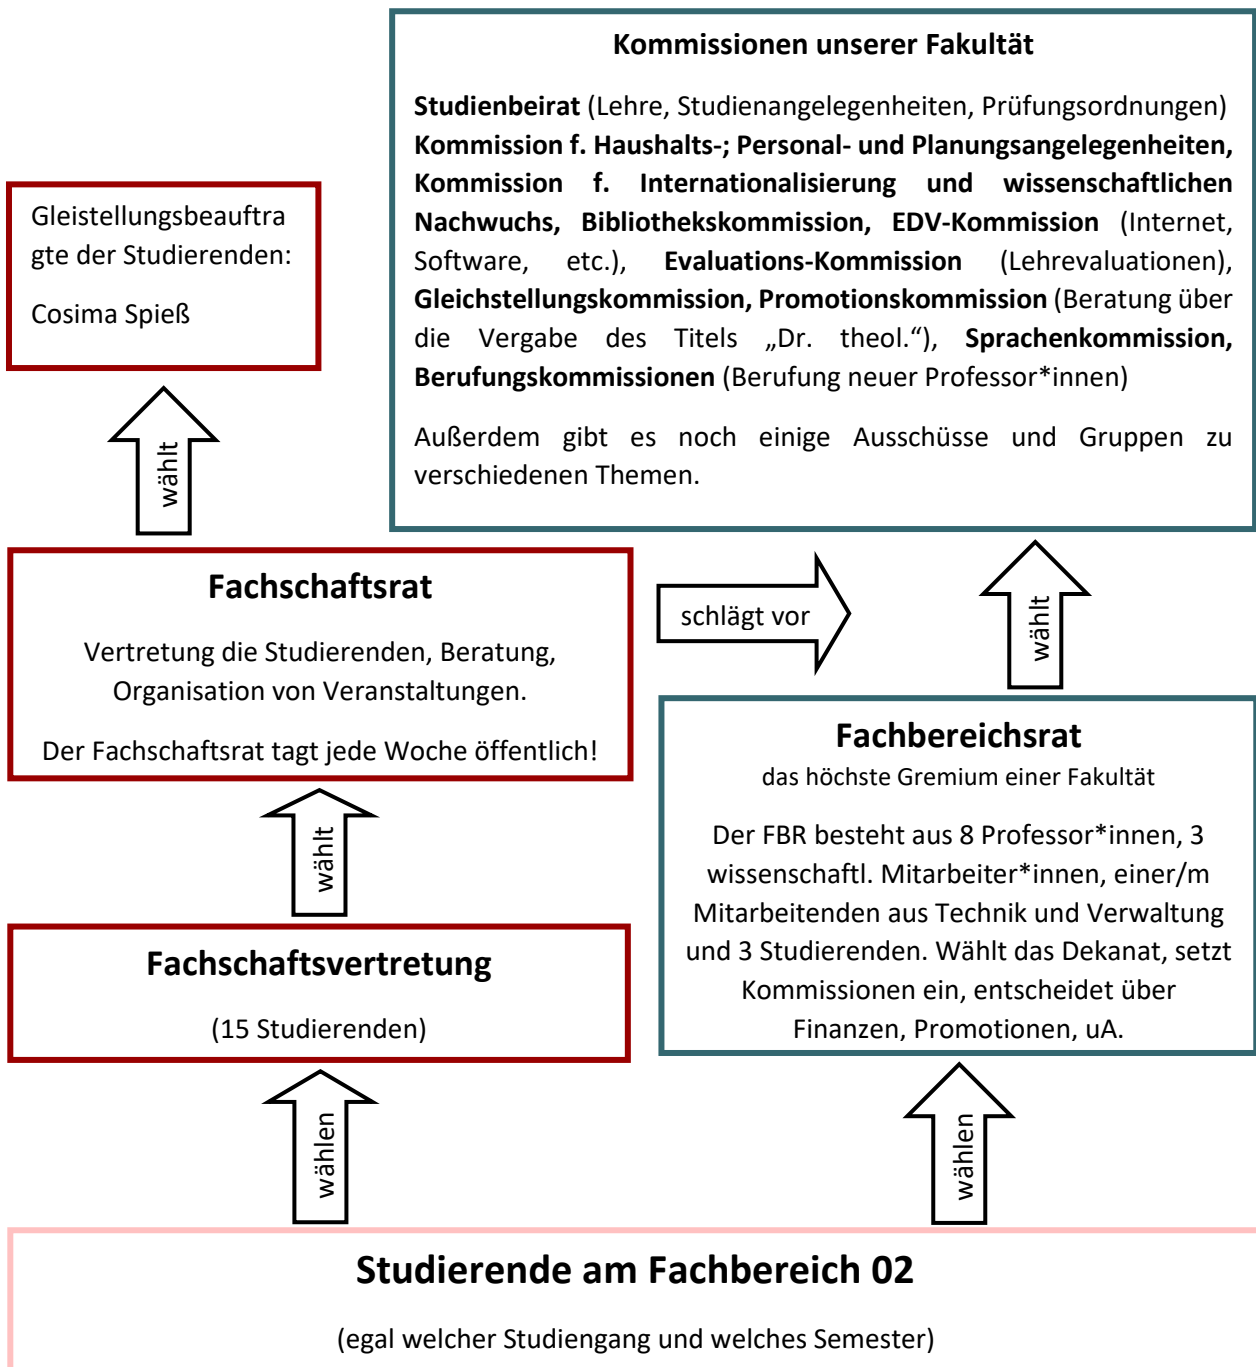 Kommissionen unserer Fakultät
Studienbeirat (Lehre, Studienangelegenheiten, Prüfungsordnungen)
Kommission f. Haushalts-; Personal- und Planungsangelegenheiten,
Kommission f. Internationalisierung und wissenschaftlichen
Nachwuchs, Bibliothekskommission, EDV-Kommission (Internet,
Software, etc.), Evaluations-Kommission (Lehrevaluationen),
Gleichstellungskommission, Promotionskommission (Beratung über
die Vergabe des Titels „Dr. theol.“), Sprachenkommission,
Berufungskommissionen (Berufung neuer Professor*innen)
Außerdem gibt es noch einige Ausschüsse und Gruppen zu
verschiedenen Themen.
Gleistellungsbeauftra
gte der Studierenden:
Cosima Spieß
wählt
Fachschaftsrat
Vertretung die Studierenden, Beratung,
Organisation von Veranstaltungen.
Der Fachschaftsrat tagt jede Woche öffentlich!
schlägt vor
wählt
Fachbereichsrat
das höchste Gremium einer Fakultät
Der FBR besteht aus 8 Professor*innen, 3
wissenschaftl. Mitarbeiter*innen, einer/m
Mitarbeitenden aus Technik und Verwaltung
und 3 Studierenden. Wählt das Dekanat, setzt
Kommissionen ein, entscheidet über
Finanzen, Promotionen, uA.
wählt
Fachschaftsvertretung
(15 Studierenden)
wählen
wählen
Studierende am Fachbereich 02
(egal welcher Studiengang und welches Semester)